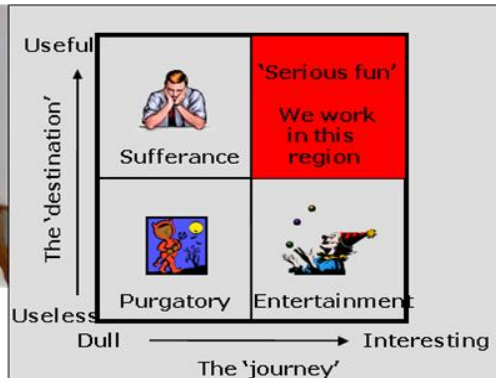 Useful
'Serious fun'
We work
in this
region
Sufferance
The 'destination'
Purgatory
Entertainment
Useless
Dull
Interesting
The 'journey'